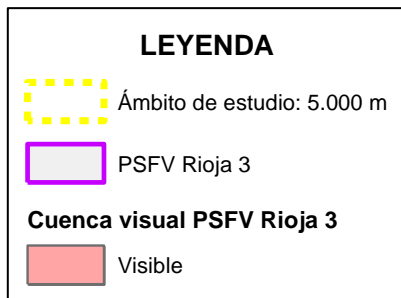 LEYENDA
Ámbito de estudio: 5.000 m
PSFV Rioja 3
Cuenca visual PSFV Rioja 3
Visible